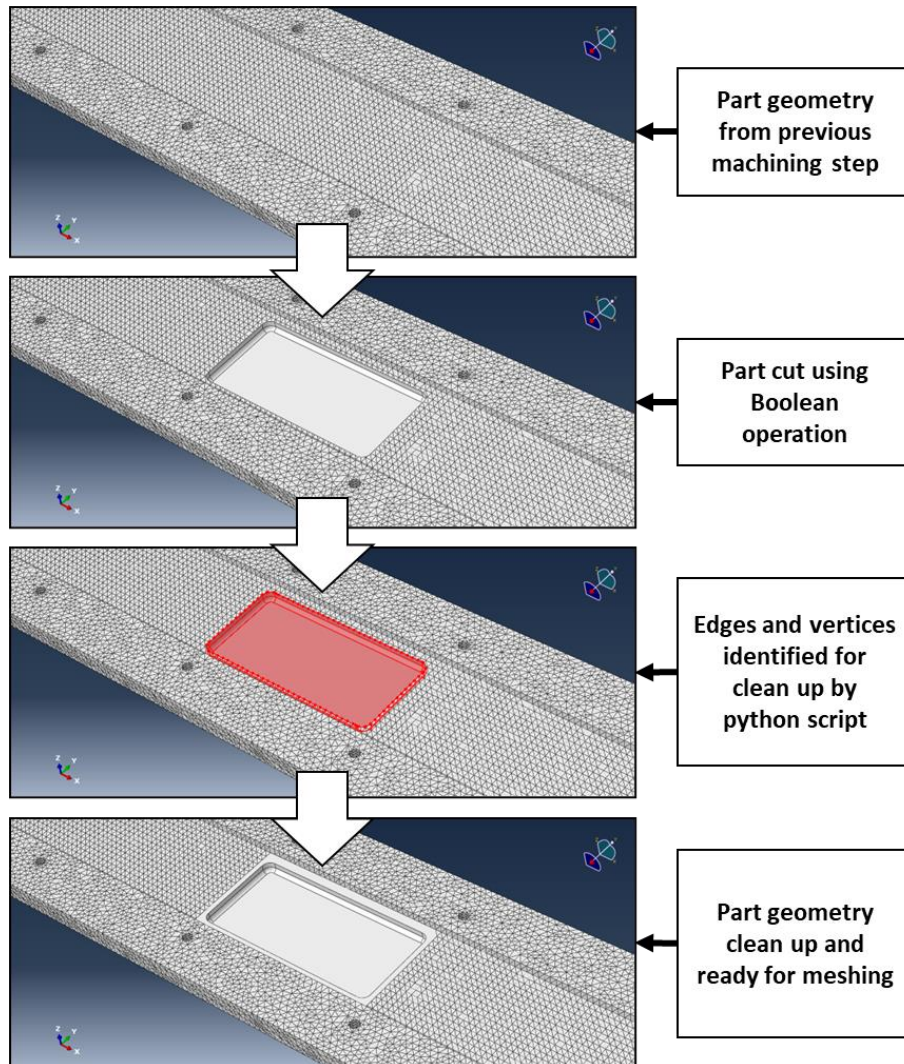 Part geometry
from previous
machining step
Z
Y
X
Part cut using
Boolean
operation
Z
Y
X
Edges and vertices
identified for
clean up by
python script
Z
Y
X
Part geometry
clean up and
ready for meshing
Z
Y
X